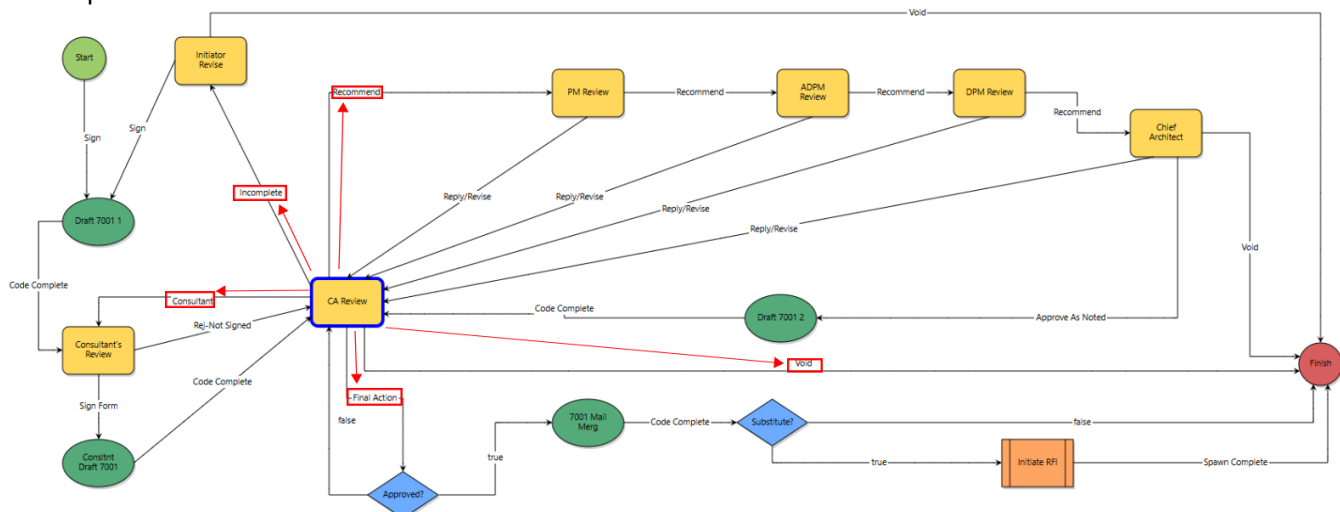 Void
Start
Initiator
Revise
Recommend
PM Review
Recommend
ADPM
Review
Recommend
DPM Review
Recommend
Chief
Architect
Sign
Sign
Incomplete
Reply/Revise
Reply/Revise
Reply/Revise
Reply/Revise
Void
Draft 7001 1
Code Complete
Consultant
CA Review
Code Complete
Draft 7001 2
Approve As Noted
Rej-Not Signed
Consultant's
Review
Void
Finish
Code Complete
Sign Form
Final Action
false
7001 Mail
Merg
Code Complete
Substitute?
false
true
true
Initiate RFI
Spawn Complete
Consltnt
Draft 7001
Approved?